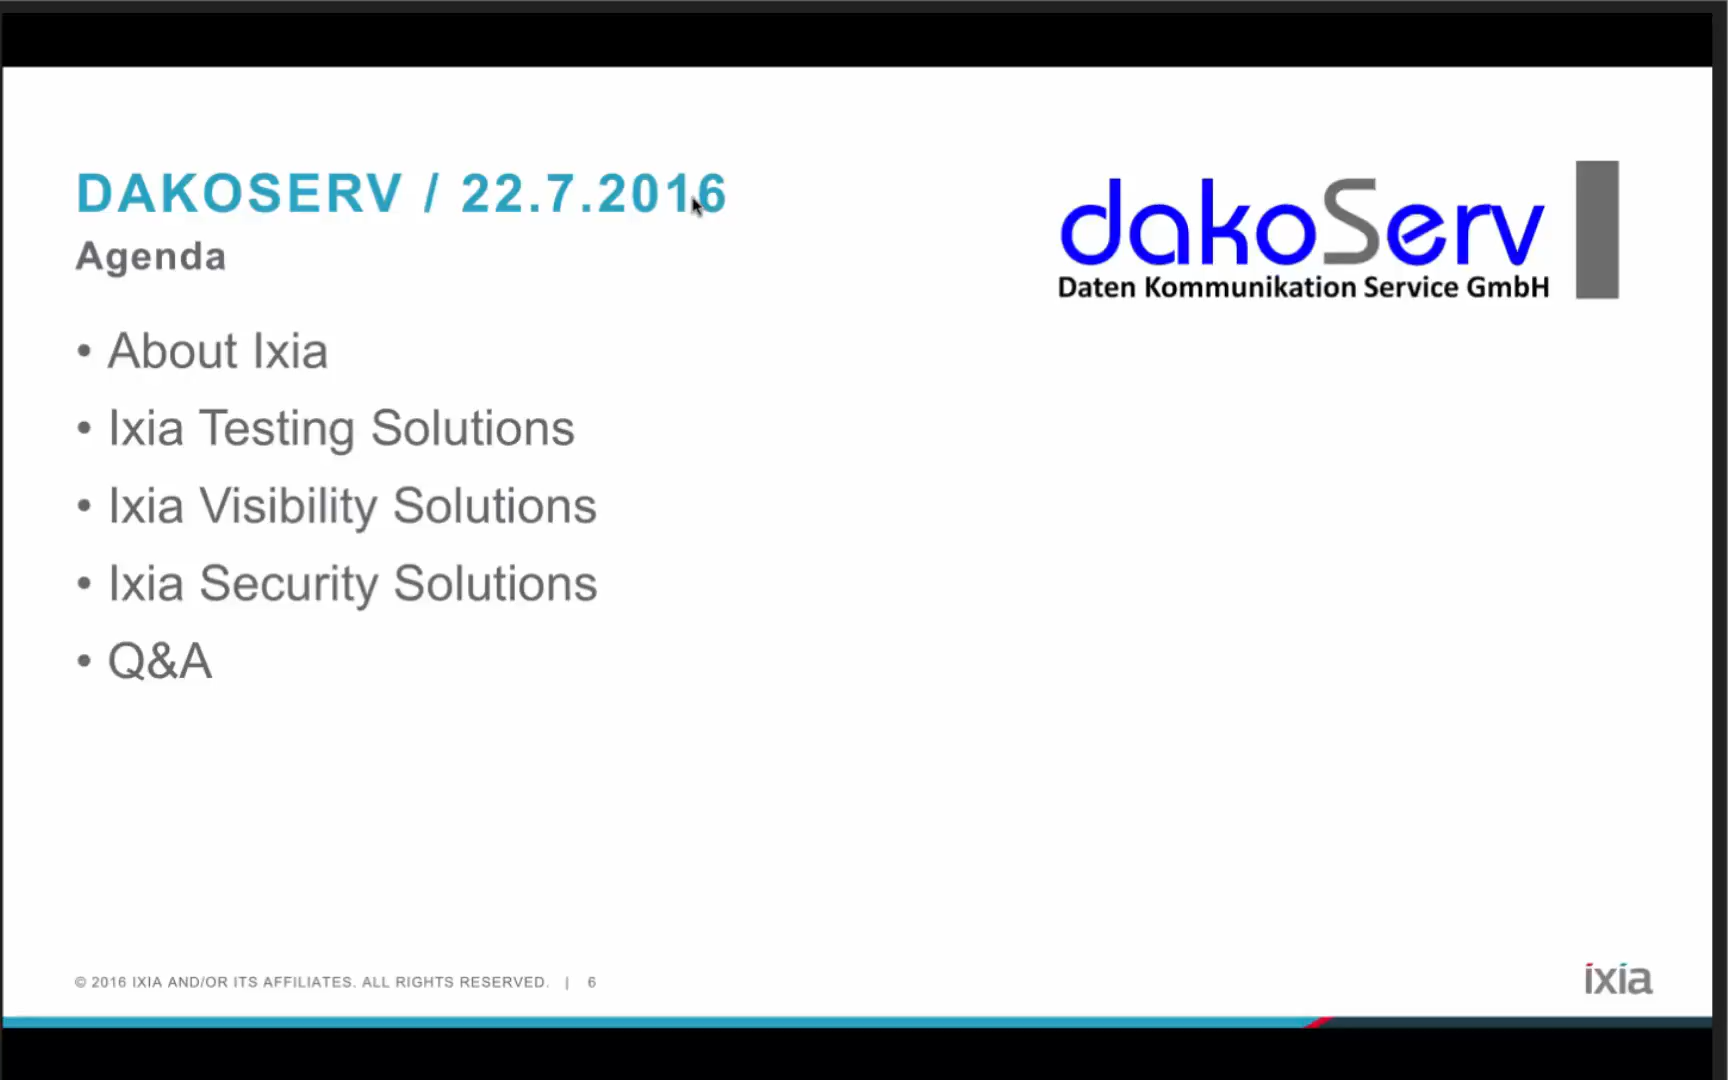 DAKOSERV / 22.7.2016
Agenda
dakoServ
Daten Kommunikation Service GmbH
• About Ixia
• Ixia Testing Solutions
• Ixia Visibility Solutions
• Ixia Security Solutions
• Q&A
© 2016 IXIA AND/OR ITS AFFILIATES. ALL RIGHTS RESERVED. | 6
ixia